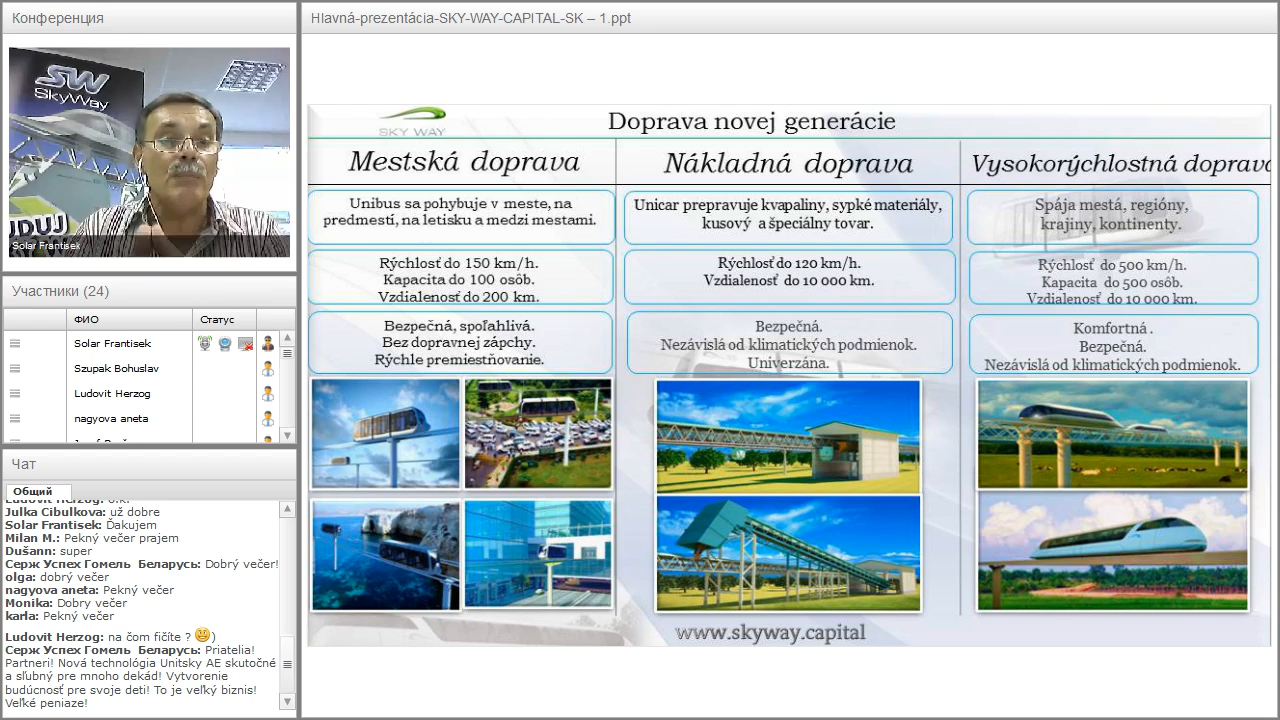 Конференция
SW
SkyWay
DUJ
Solar Frantisek
Участники (24)
ФИО
Статус
Solar Frantisek
Szupak Bohuslav
Ludovit Herzog
nagyova aneta
Чат
Общий
Ludovit Herzog: o.k.
Julka Cibulkova: už dobre
Solar Frantisek: Ďakujem
Milan M.: Pekný večer prajem
Dušann: super
Серж Успех Гомель Беларусь: Dobrý večer!
olga: dobrý večer
nagyova aneta: Pekný večer
Monika: Dobry večer
karla: Pekný večer
Ludovit Herzog: na čom fičíte ? )
Серж Успех Гомель Беларусь: Priatelia!
Partneri! Nová technológia Unitsky AE skutočné
a sľubný pre mnoho dekád! Vytvorenie
budúcnosť pre svoje deti! To je veľký biznis!
Veľké peniaze!
Hlavná-prezentácia-SKY-WAY-CAPITAL-SK – 1.ppt
SKY WAY
Doprava novej generácie
Mestská doprava
Unibus sa pohybuje v meste, na
predmestí, na letisku a medzi mestami.
Rýchlosť do 150 km/h.
Kapacita do 100 osôb.
Vzdialenosť do 200 km.
Bezpečná, spoľahlivá.
Bez dopravnej zápchy.
Rýchle premiestňovanie.
Nákladná doprava
Unicar prepravuje kvapaliny, sypké materiály,
kusový a špeciálny tovar.
Rýchlosť do 120 km/h.
Vzdialenosť do 10 000 km.
Bezpečná.
Nezávislá od klimatických podmienok.
Univerzána.
Vysokorýchlostná doprava
Spája mestá, regióny,
krajiny, kontinenty.
Rýchlosť do 500 km/h.
Kapacita do 500 osôb.
Vzdialenosť do 10 000 km.
Komfortná .
Bezpečná.
Nezávislá od klimatických podmienok.
www.skyway.capital